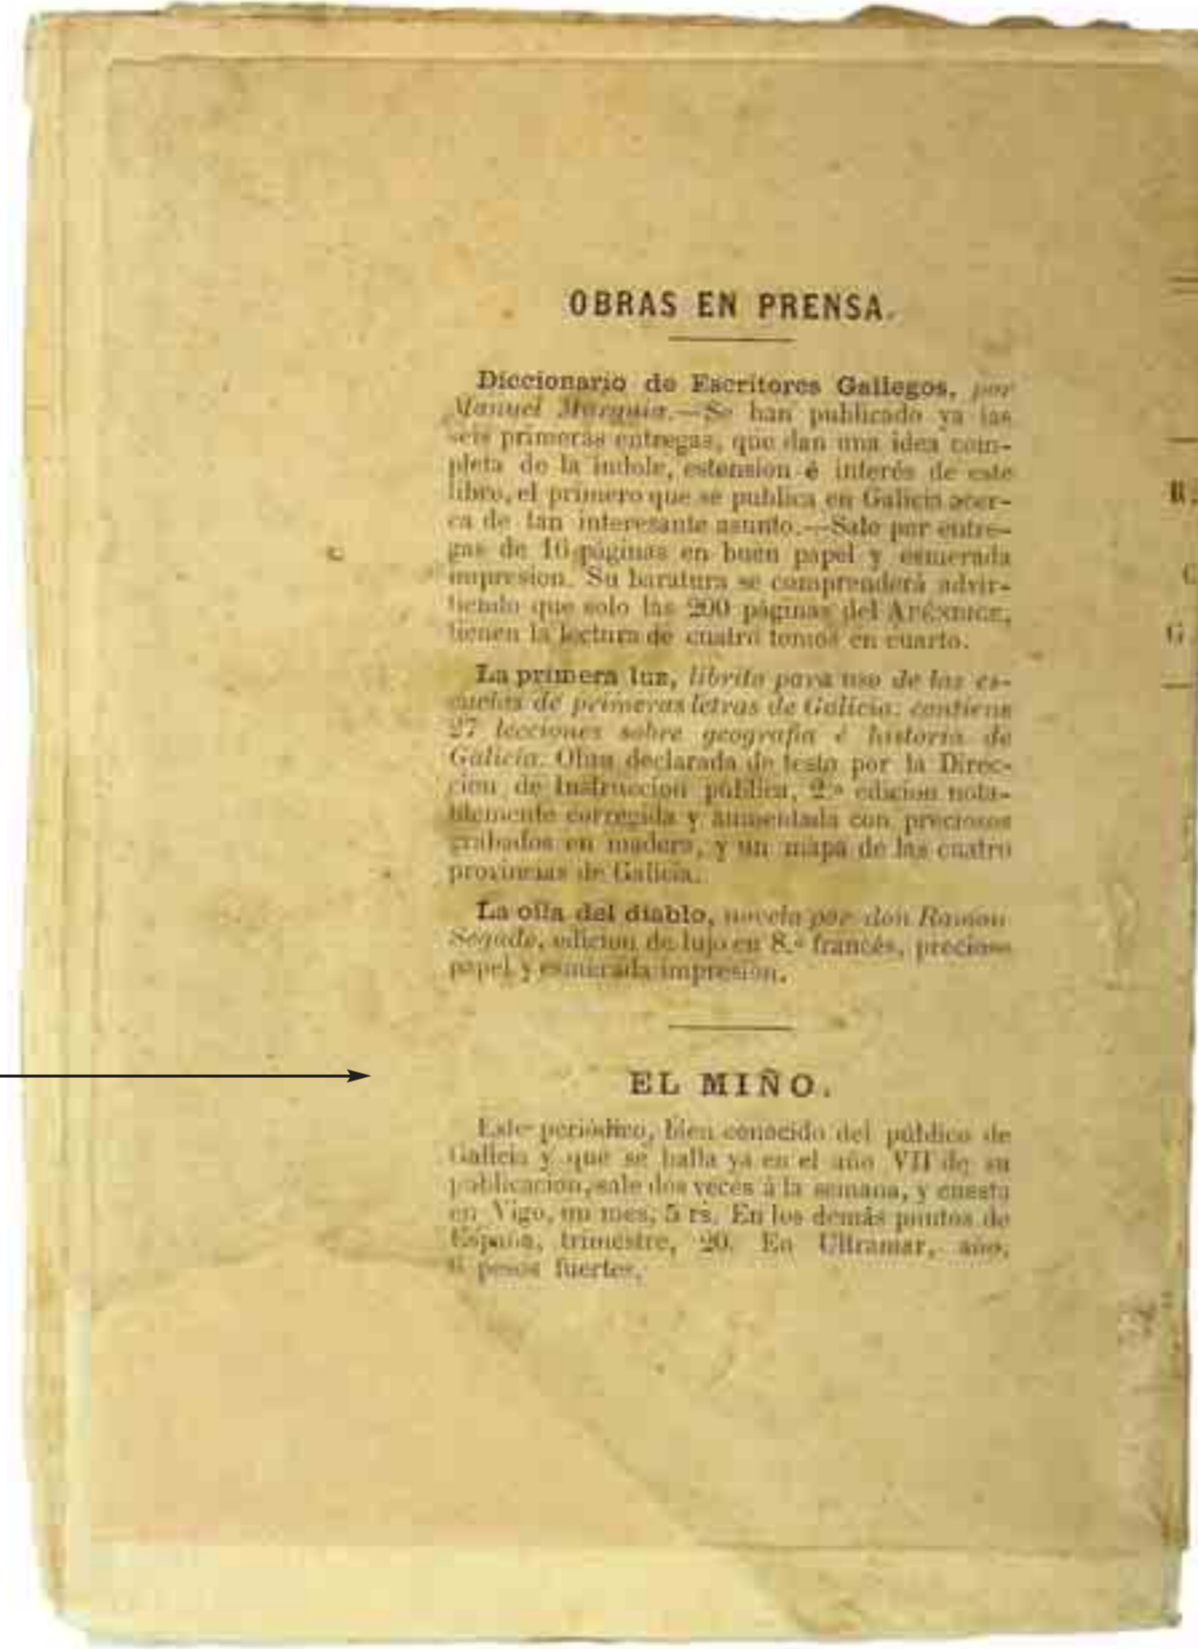 OBRAS EN PRENSA.
Diccionario de Escritores Gallegos, por
Manuel Murguia.—Se han publicado ya las
seis primeras entregas, que dan una idea com-
pleta de la indole, estension é interés de este
libro, el primero que se publica en Galicia acer-
ca de tan interesante asunto.—Sale por entre-
gas de 16 páginas en buen papel y esmerada
impresion. Su baratura se comprenderá advir-
tiendo que solo las 200 páginas del APÉNDICE,
tienen la lectura de cuatro tomos en cuarto.
La primera luz, librito para uso de las es-
cuelas de primeras letras de Galicia: contiene
27 lecciones sobre geografia é historia de
Galicia. Obra declarada de testo por la Direc-
cion de Instruccion pública, 2.ª edicion nota-
blemente corregida y aumentada con preciosos
grabados en madera, y un mapa de las cuatro
provincias de Galicia.
La olla del diablo, novela por don Ramon
Segade, edicion de lujo en 8.º francés, precioso
papel y esmerada impresion.
EL MIÑO.
Este periódico, bien conocido del público de
Galicia y que se halla ya en el año VII de su
publicacion, sale dos veces à la semana, y cuesta
en Vigo, un mes, 5 rs. En los demás puntos de
España, trimestre, 20. En Ultramar, año,
pesos fuertes.
R.
C
G